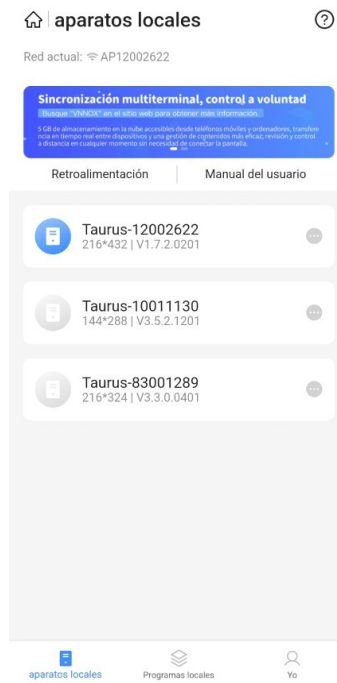 aparatos locales
Red actual: AP12002622
Sincronización multiterminal, control a voluntad
Busque "VNNOX" en el sitio web para obtener más información.
5 GB de almacenamiento en la nube accesibles desde teléfonos móviles y ordenadores, transfere
ncia en tiempo real entre dispositivos y una gestión de contenidos más eficaz; revisión y control
a distancia en cualquier momento sin necesidad de conectar la pantalla.
Retroalimentación
Manual del usuario
Taurus-12002622
216*432 | V1.7.2.0201
Taurus-10011130
144*288 | V3.5.2.1201
Taurus-83001289
216*324 | V3.3.0.0401
aparatos locales
Programas locales
Yo